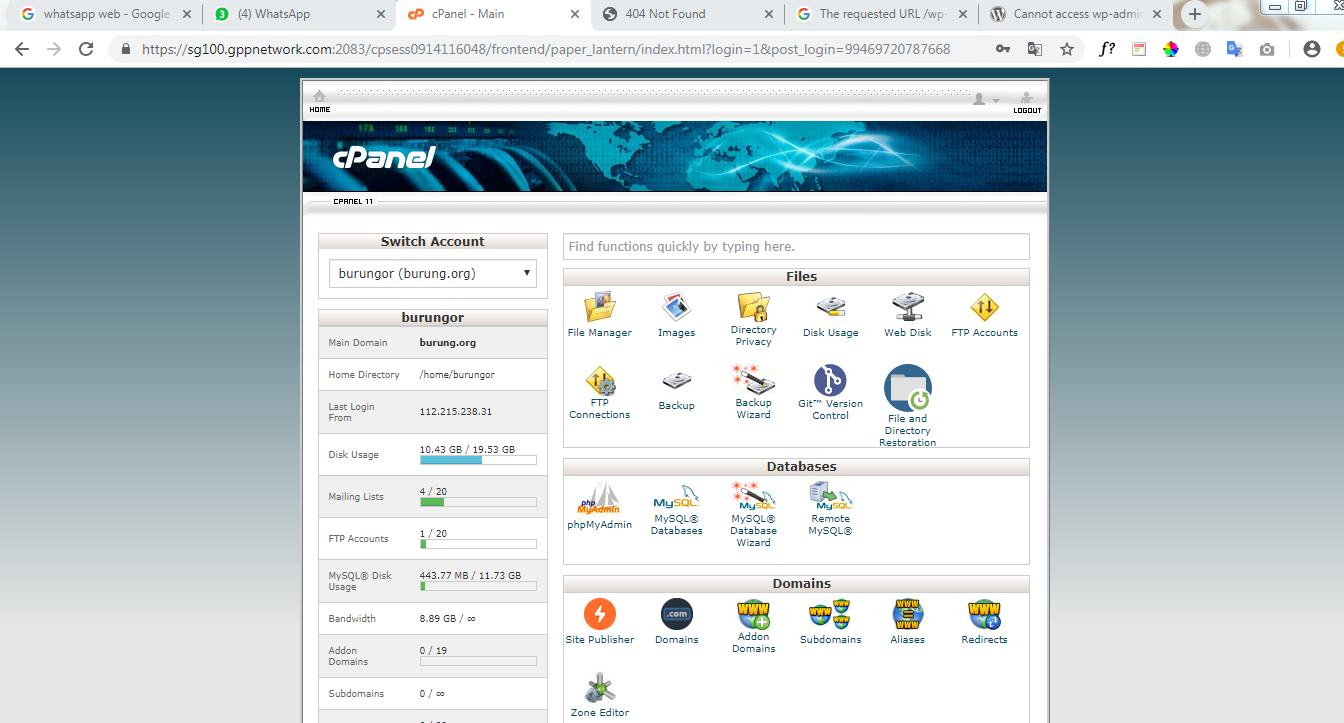 whatsapp web - Google
(4) WhatsApp
cPanel - Main
404 Not Found
The requested URL /wp-
Cannot access wp-admin
https://sg100.gppnetwork.com:2083/cpsess0914116048/frontend/paper_lantern/index.html?login=1&post_login=99469720787668
f?
HOME
LOGOUT
17X 18X
cPanel
CPANEL 11
Switch Account
burungor (burung.org)
burungor
Main Domain
burung.org
Home Directory
/home/burungor
Last Login
From
112.215.238.31
Disk Usage
10.43 GB / 19.53 GB
Mailing Lists
4 / 20
FTP Accounts
1 / 20
MySQL® Disk
Usage
443.77 MB / 11.73 GB
Bandwidth
8.89 GB / ∞
Addon
Domains
0 / 19
Subdomains
0 / ∞
Find functions quickly by typing here.
Files
File Manager
Images
Directory
Privacy
Disk Usage
Web Disk
FTP Accounts
FTP
Connections
Backup
Backup
Wizard
Git™ Version
Control
File and
Directory
Restoration
Databases
phpMyAdmin
MySQL®
Databases
MySQL®
Database
Wizard
Remote
MySQL®
Domains
Site Publisher
.com
Domains
Addon
Domains
Subdomains
Aliases
Redirects
Zone Editor